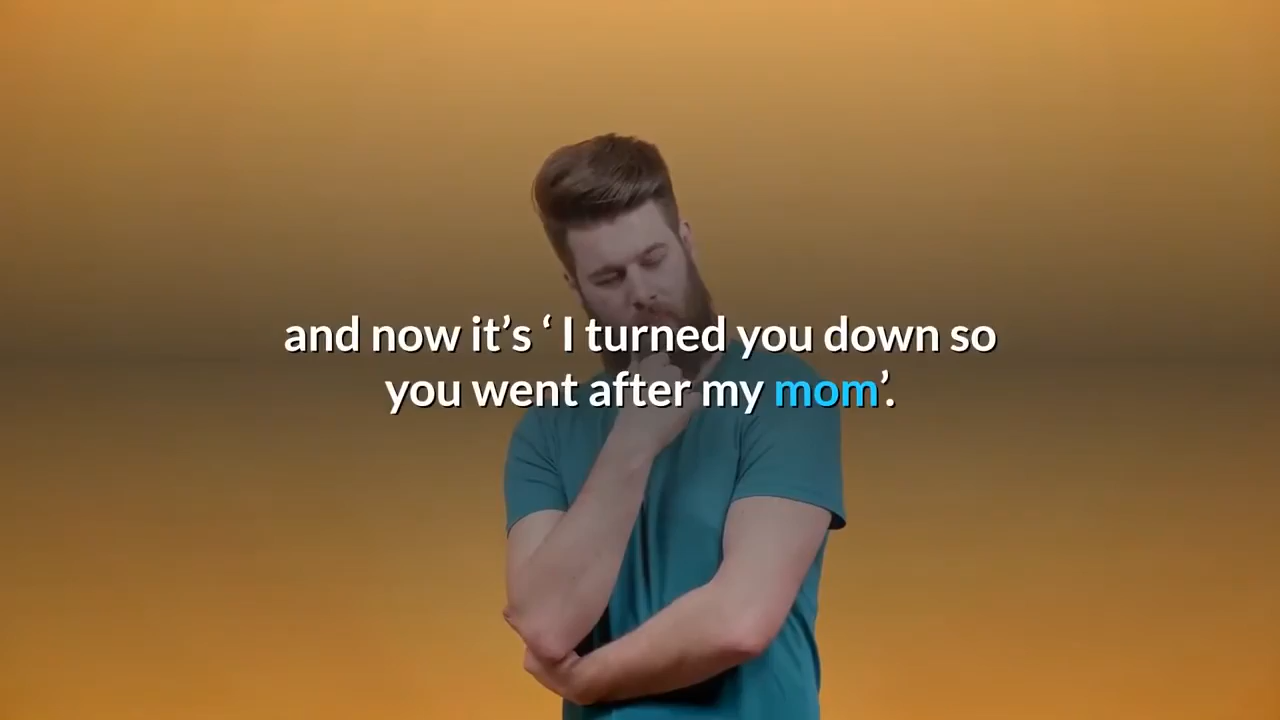 and now it’s ‘ I turned you down so
you went after my mom’.